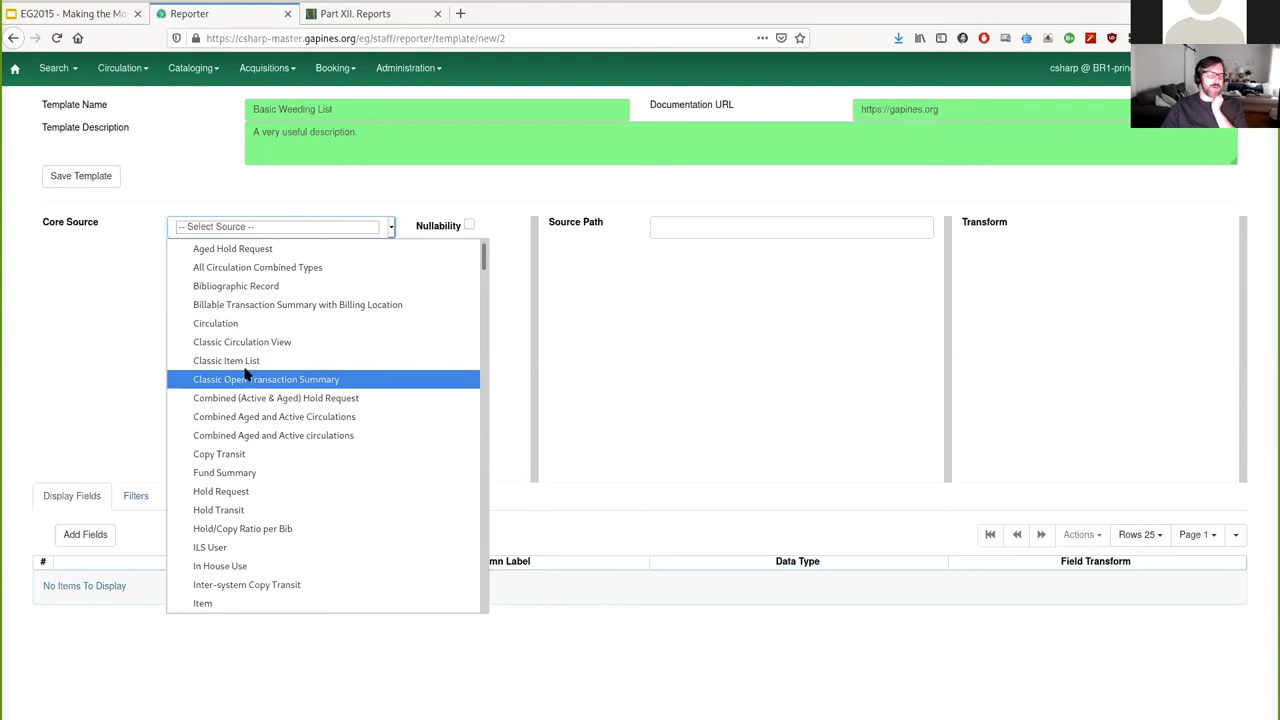 EG2015 - Making the Mo
Reporter
Part XII. Reports
https://csharp-master.gapines.org/eg/staff/reporter/template/new/2
Search
Circulation
Cataloging
Acquisitions
Booking
Administration
csharp @ BR1-prin
Template Name
Basic Weeding List
Documentation URL
https://gapines.org
Template Description
A very useful description.
Save Template
Core Source
-- Select Source --
Nullability
Source Path
Transform
Aged Hold Request
All Circulation Combined Types
Bibliographic Record
Billable Transaction Summary with Billing Location
Circulation
Classic Circulation View
Classic Item List
Classic Open Transaction Summary
Combined (Active & Aged) Hold Request
Combined Aged and Active Circulations
Combined Aged and Active circulations
Copy Transit
Fund Summary
Hold Request
Hold Transit
Hold/Copy Ratio per Bib
ILS User
In House Use
Inter-system Copy Transit
Item
Display Fields
Filters
Add Fields
Actions
Rows 25
Page 1
#
mn Label
Data Type
Field Transform
No Items To Display